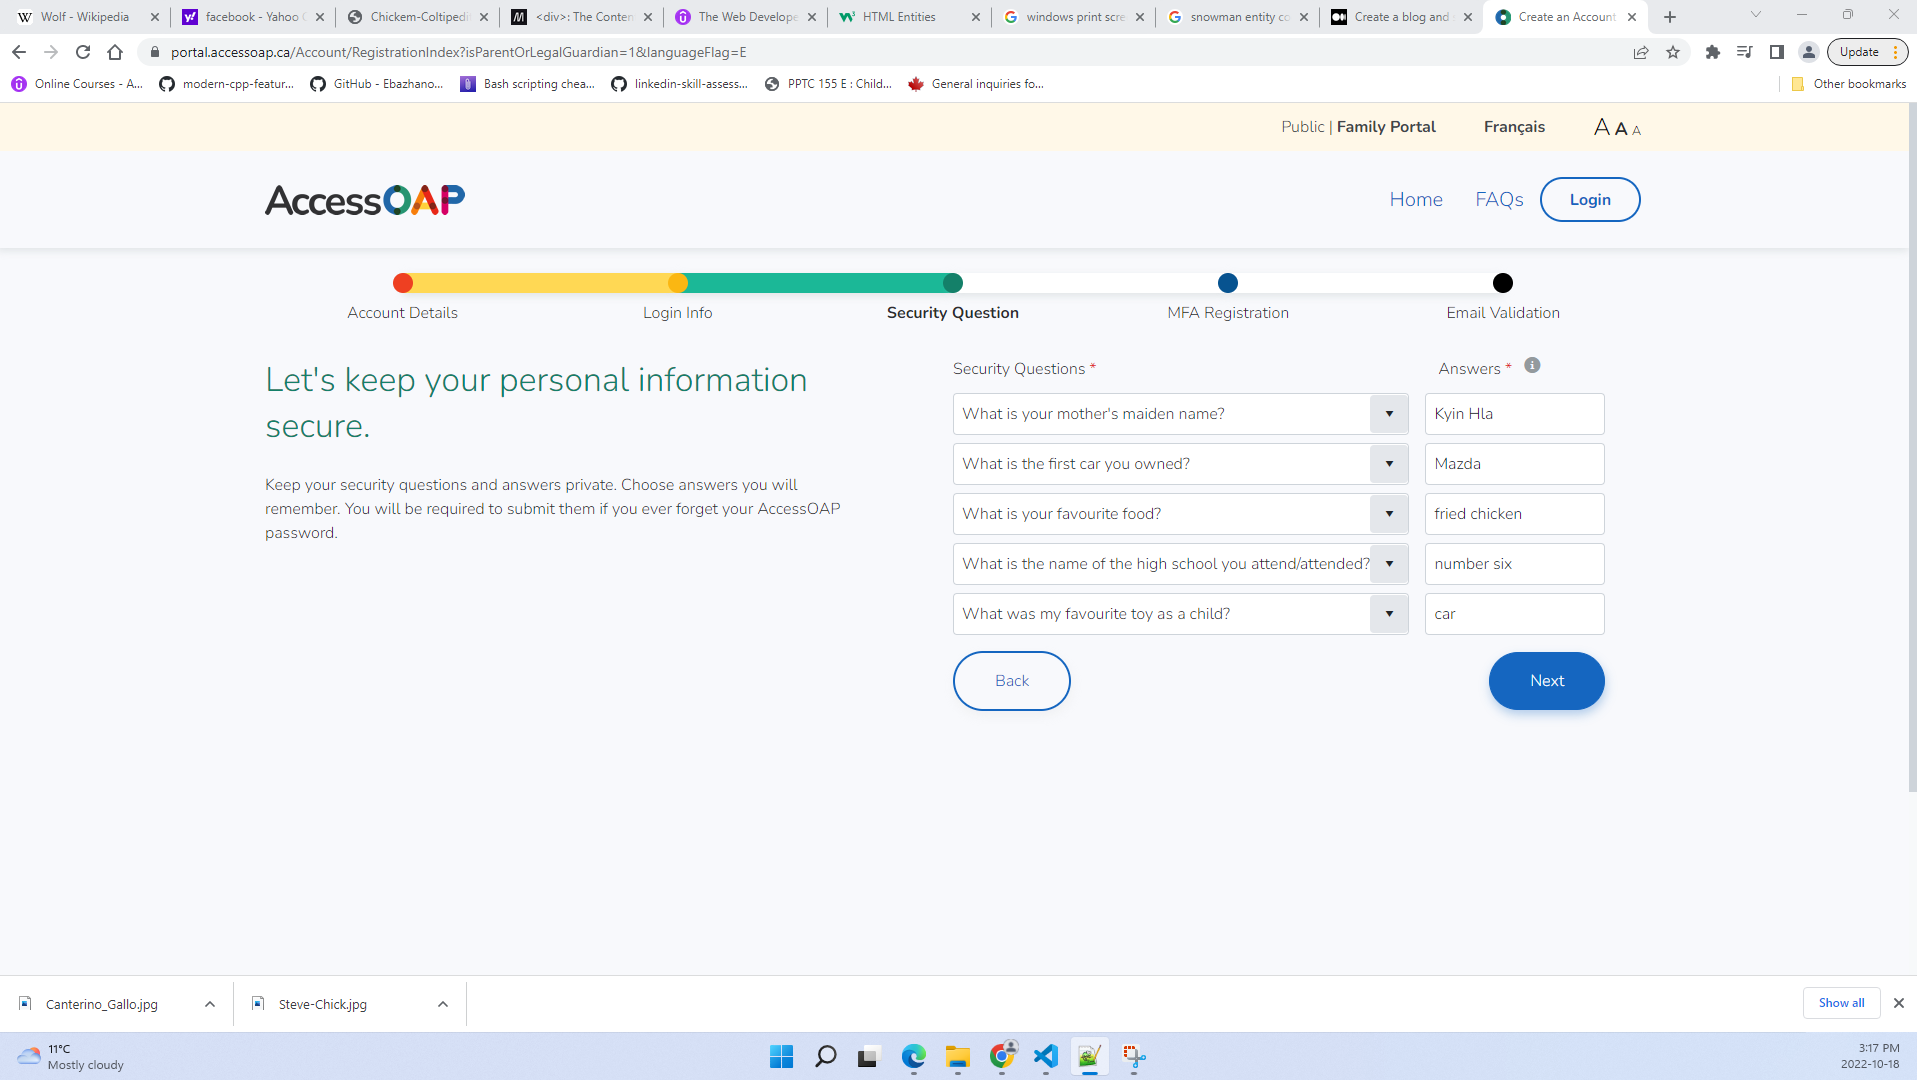 Wolf - Wikipedia
facebook - Yahoo
Chickem-Coltipedi
<div>: The Conten
The Web Develope
HTML Entities
windows print scre
snowman entity co
Create a blog and
Create an Account
portal.accessoap.ca/Account/RegistrationIndex?isParentOrLegalGuardian=1&languageFlag=E
Update
Online Courses - A...
modern-cpp-featur...
GitHub - Ebazhano...
Bash scripting chea...
linkedin-skill-assess...
PPTC 155 E : Child...
General inquiries fo...
Other bookmarks
Public | Family Portal
Français
A A A
AccessOAP
Home
FAQs
Login
Account Details
Login Info
Security Question
MFA Registration
Email Validation
Let's keep your personal information
secure.
Keep your security questions and answers private. Choose answers you will
remember. You will be required to submit them if you ever forget your AccessOAP
password.
Security Questions *
Answers *
What is your mother's maiden name?
Kyin Hla
What is the first car you owned?
Mazda
What is your favourite food?
fried chicken
What is the name of the high school you attend/attended?
number six
What was my favourite toy as a child?
car
Back
Next
Canterino_Gallo.jpg
Steve-Chick.jpg
Show all
11°C
Mostly cloudy
3:17 PM
2022-10-18